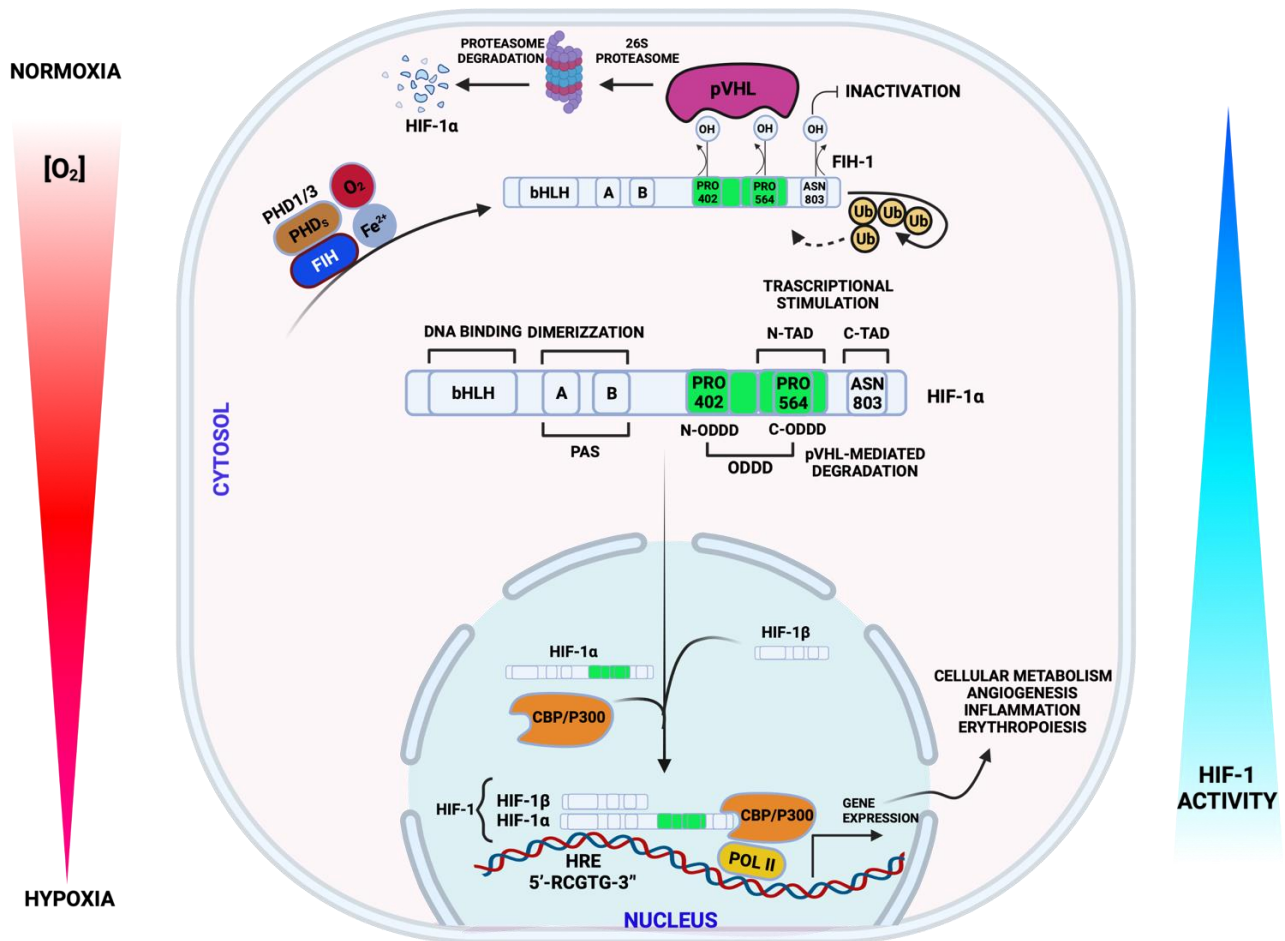 NORMOXIA
[O₂]
HYPOXIA
PROTEASOME
DEGRADATION
26S
PROTEASOME
HIF-1α
pVHL
INACTIVATION
OH
OH
OH
FIH-1
PHD1/3
O₂
PHDs
Fe²⁺
FIH
bHLH
A
B
PRO
402
PRO
564
ASN
803
Ub
Ub
Ub
Ub
TRASCRIPTIONAL
STIMULATION
DNA BINDING
DIMERIZZATION
N-TAD
C-TAD
bHLH
A
B
PRO
402
PRO
564
ASN
803
HIF-1α
PAS
N-ODDD
C-ODDD
ODDD
pVHL-MEDIATED
DEGRADATION
CYTOSOL
HIF-1α
HIF-1β
CBP/P300
CELLULAR METABOLISM
ANGIOGENESIS
INFLAMMATION
ERYTHROPOIESIS
HIF-1
HIF-1β
HIF-1α
CBP/P300
POL II
GENE
EXPRESSION
HRE
5’-RCGTG-3”
NUCLEUS
HIF-1
ACTIVITY